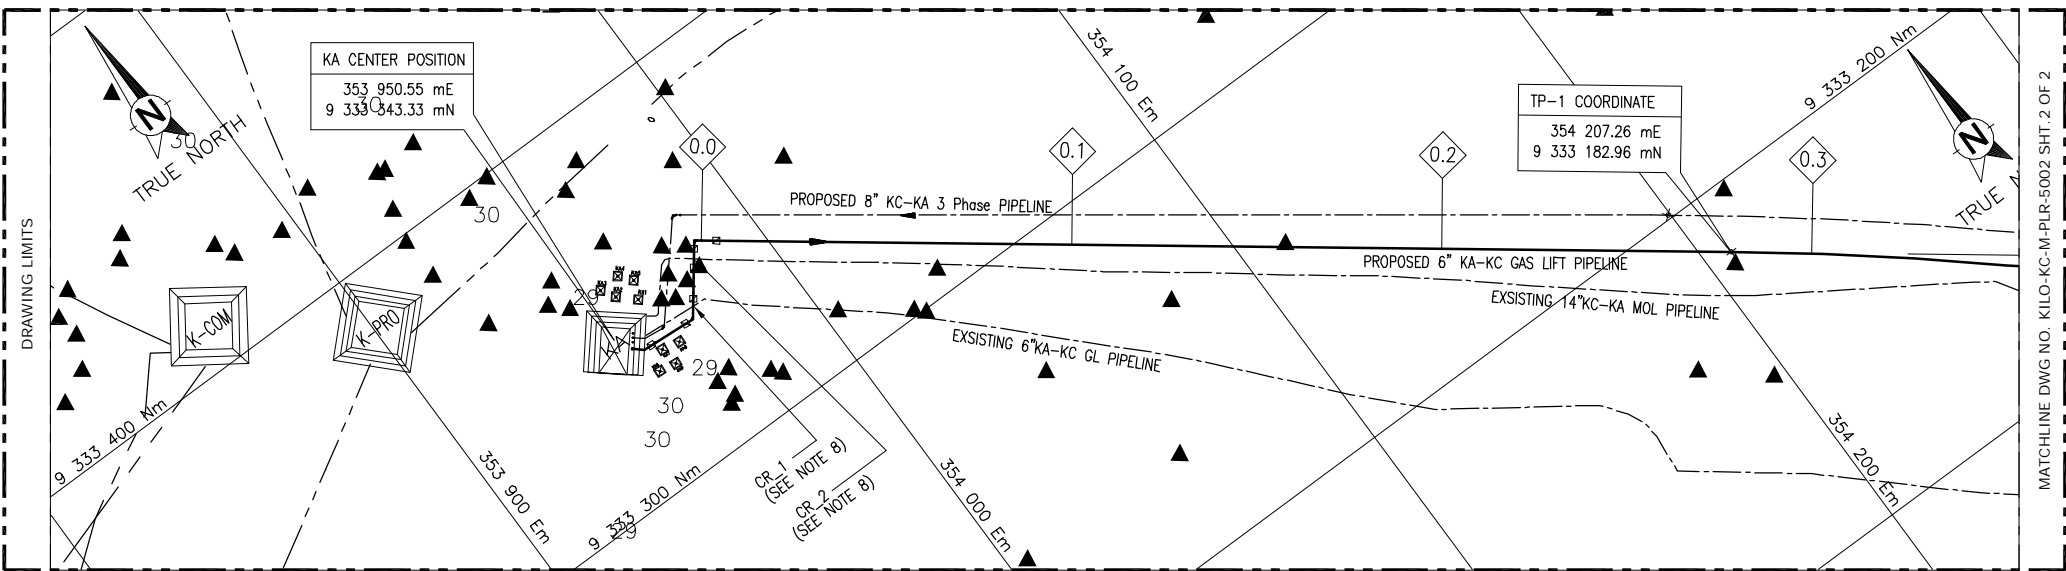 DRAWING LIMITS
N
30
TRUE NORTH
KA CENTER POSITION
353 950.55 mE
30
9 333 343.33 mN
354 100 Em
TP-1 COORDINATE
354 207.26 mE
9 333 182.96 mN
9 333 200 Nm
N
TRUE N
0.0
0.1
0.2
0.3
30
PROPOSED 8" KC-KA 3 Phase PIPELINE
PROPOSED 6" KA-KC GAS LIFT PIPELINE
EXSISTING 14"KC-KA MOL PIPELINE
EXSISTING 6"KA-KC GL PIPELINE
K-COM
K-PRO
KA
29
29
30
30
9 333 400 Nm
353 900 Em
9 333 300 Nm
29
CR_1
(SEE NOTE 8)
CR_2
(SEE NOTE 8)
354 000 Em
354 200 Em
MATCHLINE DWG NO. KILO-KC-M-PLR-5002 SHT.2 OF 2